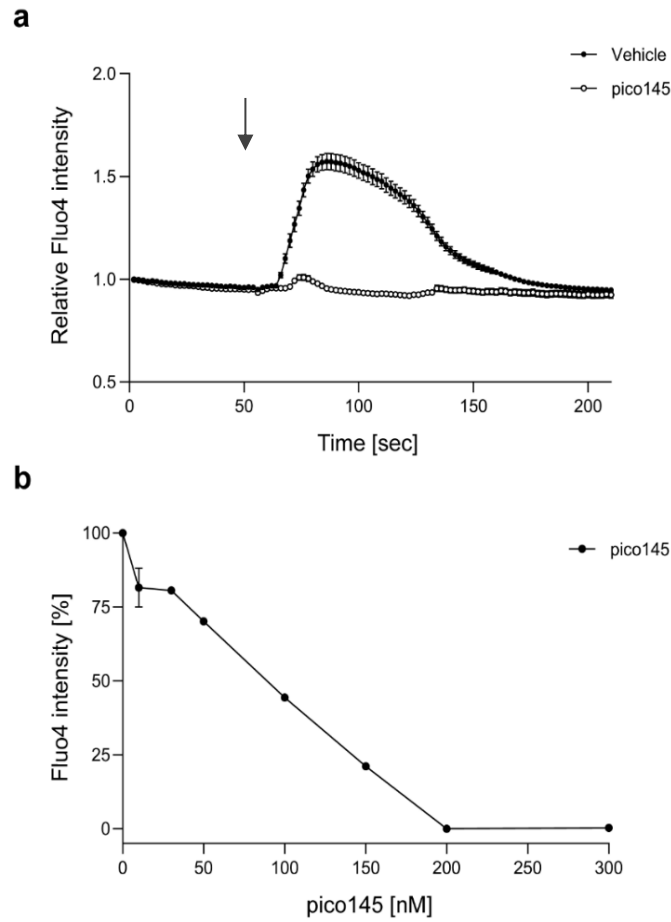 a
Vehicle
pico145
2.0
1.5
1.0
0.5
Relative Fluo4 intensity
0 50 100 150 200
Time [sec]
b
pico145
100
75
50
25
0
Fluo4 intensity [%]
0 50 100 150 200 250 300
pico145 [nM]